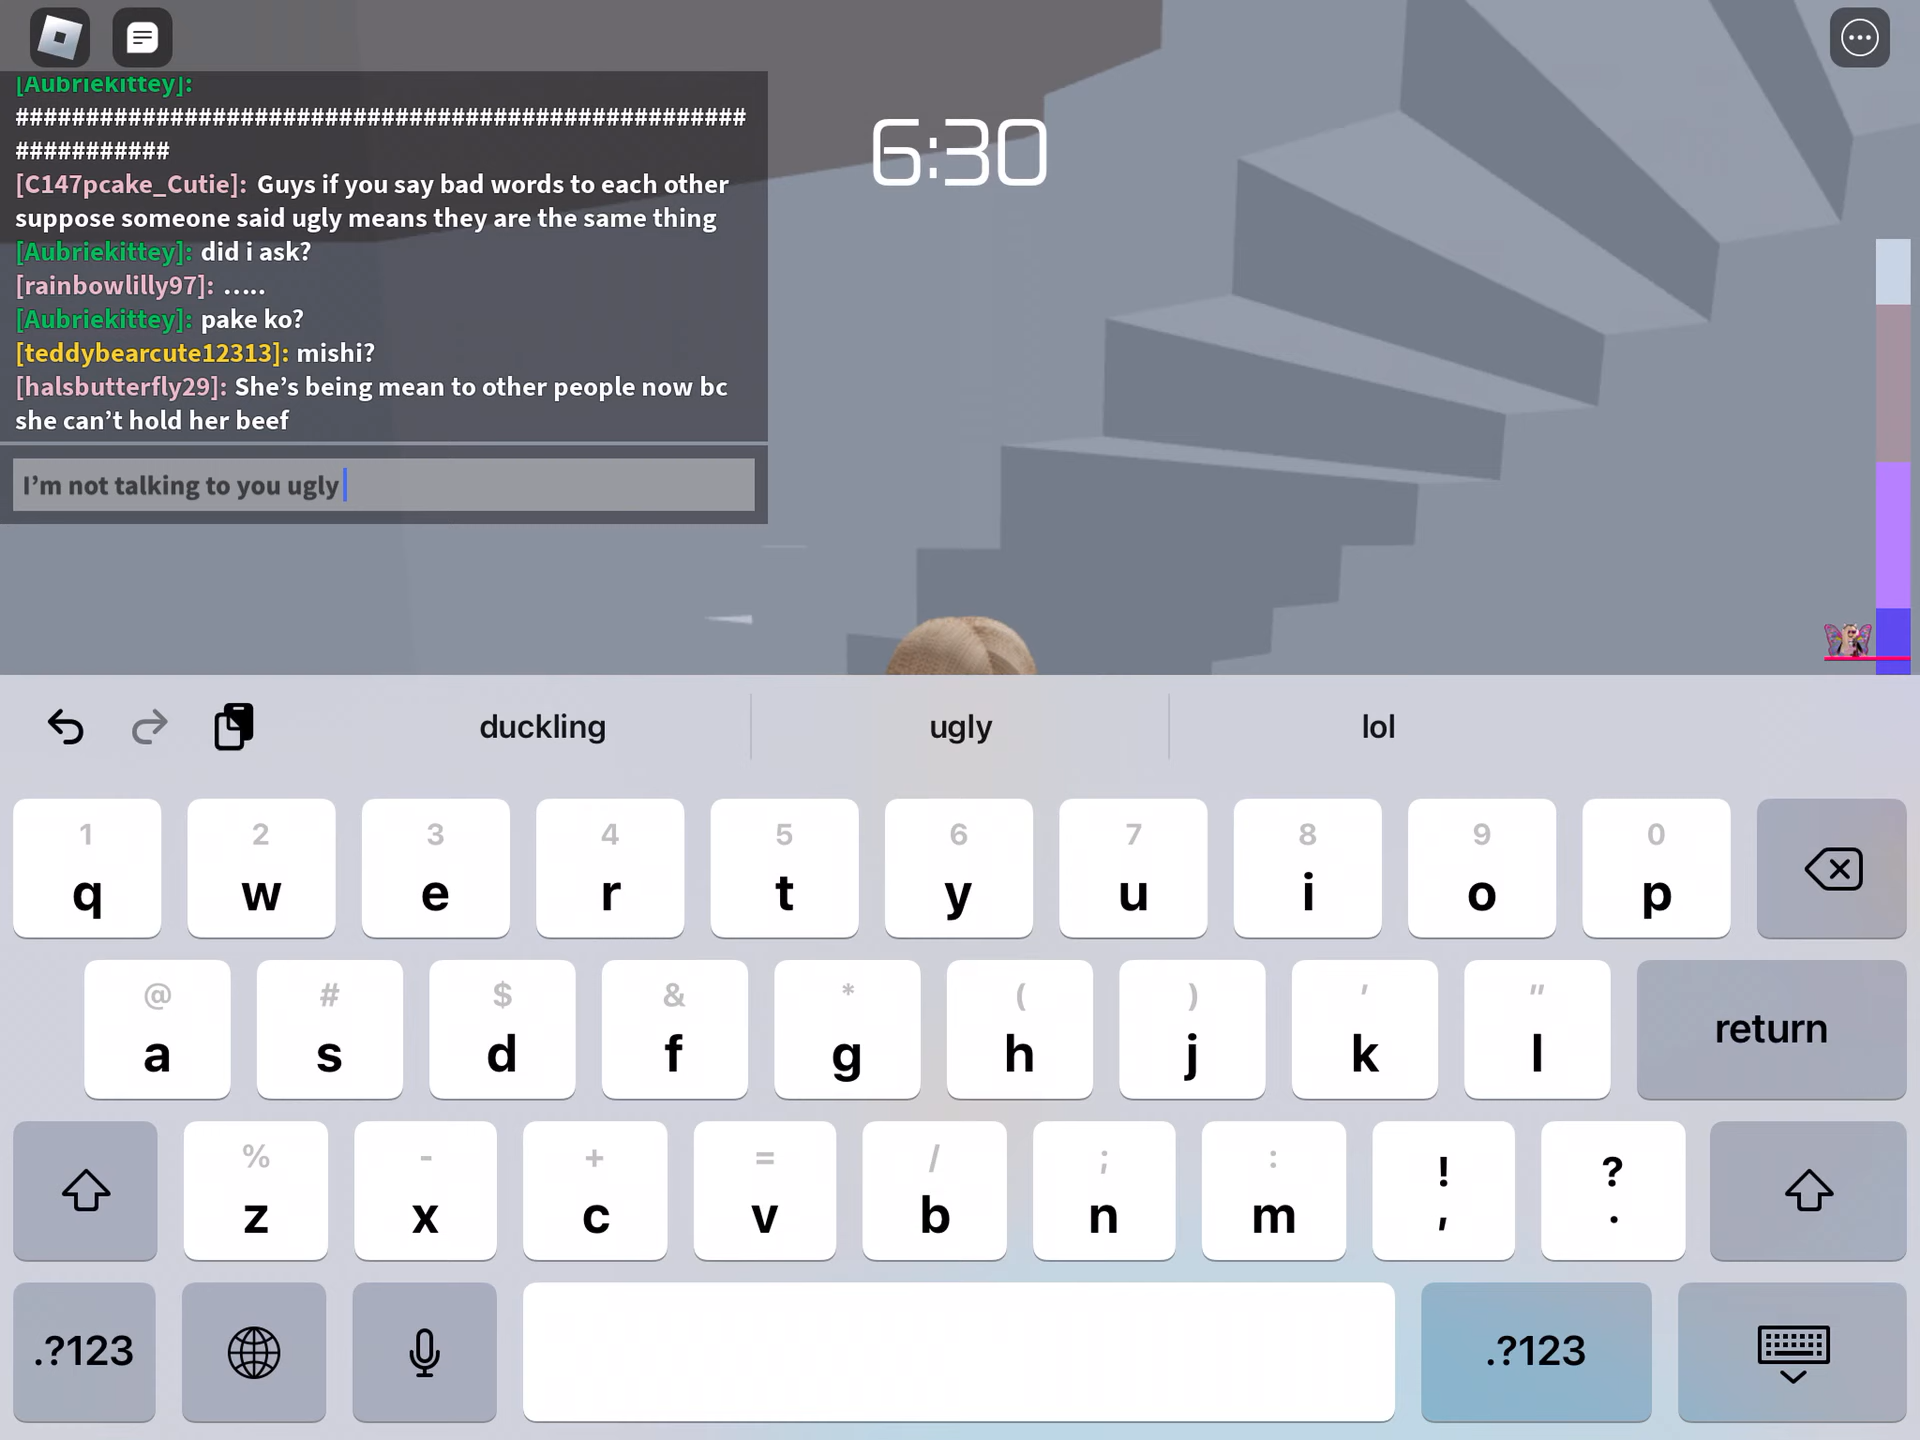 [Aubriekittey]:
####################################################
###########
[C147pcake_Cutie]: Guys if you say bad words to each other
suppose someone said ugly means they are the same thing
[Aubriekittey]: did i ask?
[rainbowlilly97]: .....
[Aubriekittey]: pake ko?
[teddybearcute12313]: mishi?
[halsbutterfly29]: She’s being mean to other people now bc
she can’t hold her beef
I’m not talking to you ugly
6:30
duckling ugly lol
1 2 3 4 5 6 7 8 9 0
q w e r t y u i o p
@ # $ & * ( ) ' "
a s d f g h j k l return
% - + = / ; : ! ?
z x c v b n m , .
.?123 .?123